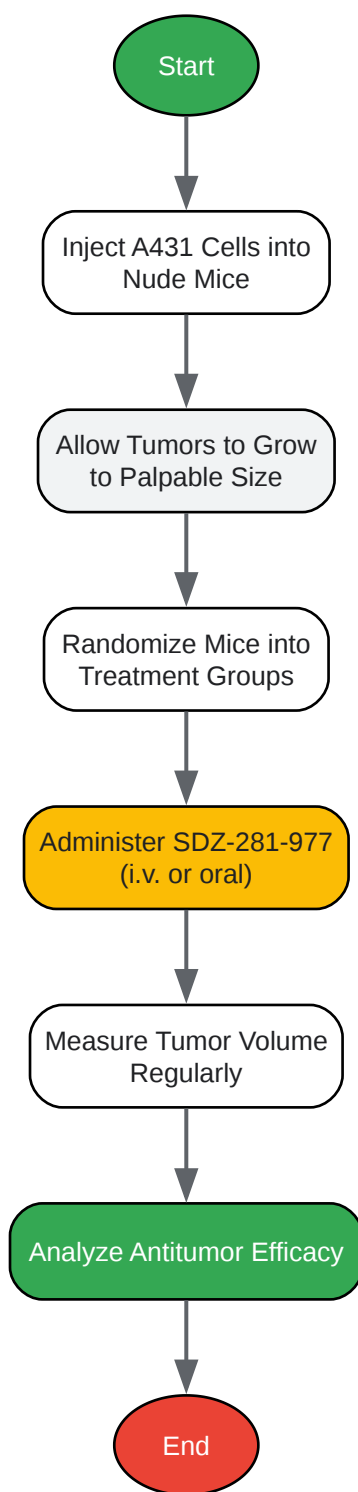 Start
Inject A431 Cells into
Nude Mice
Allow Tumors to Grow
to Palpable Size
Randomize Mice into
Treatment Groups
Administer SDZ-281-977
(i.v. or oral)
Measure Tumor Volume
Regularly
Analyze Antitumor Efficacy
End